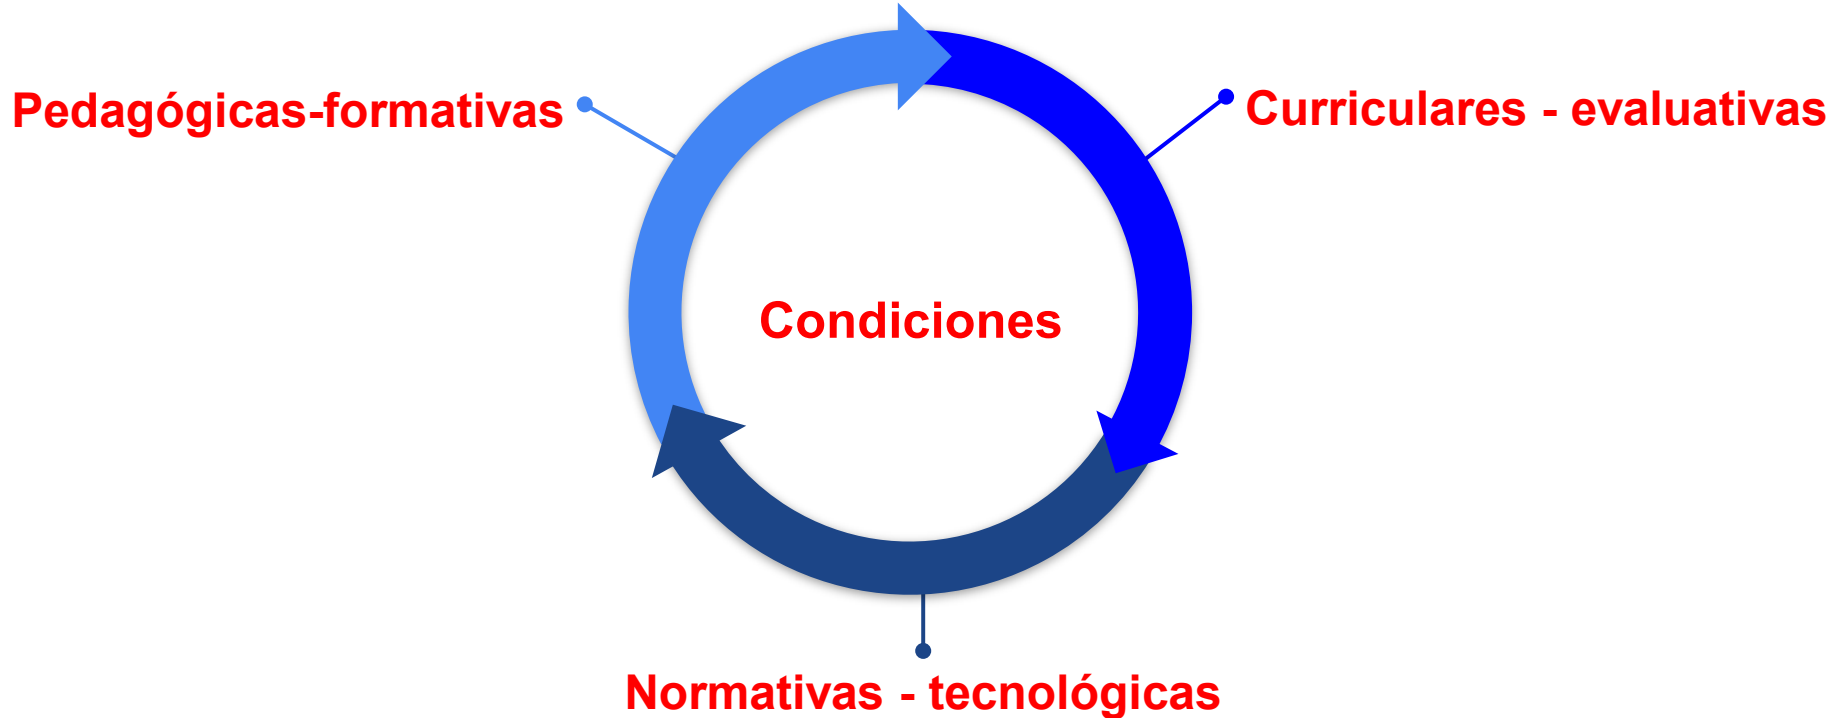 Pedagógicas-formativas
Curriculares - evaluativas
Condiciones
Normativas - tecnológicas